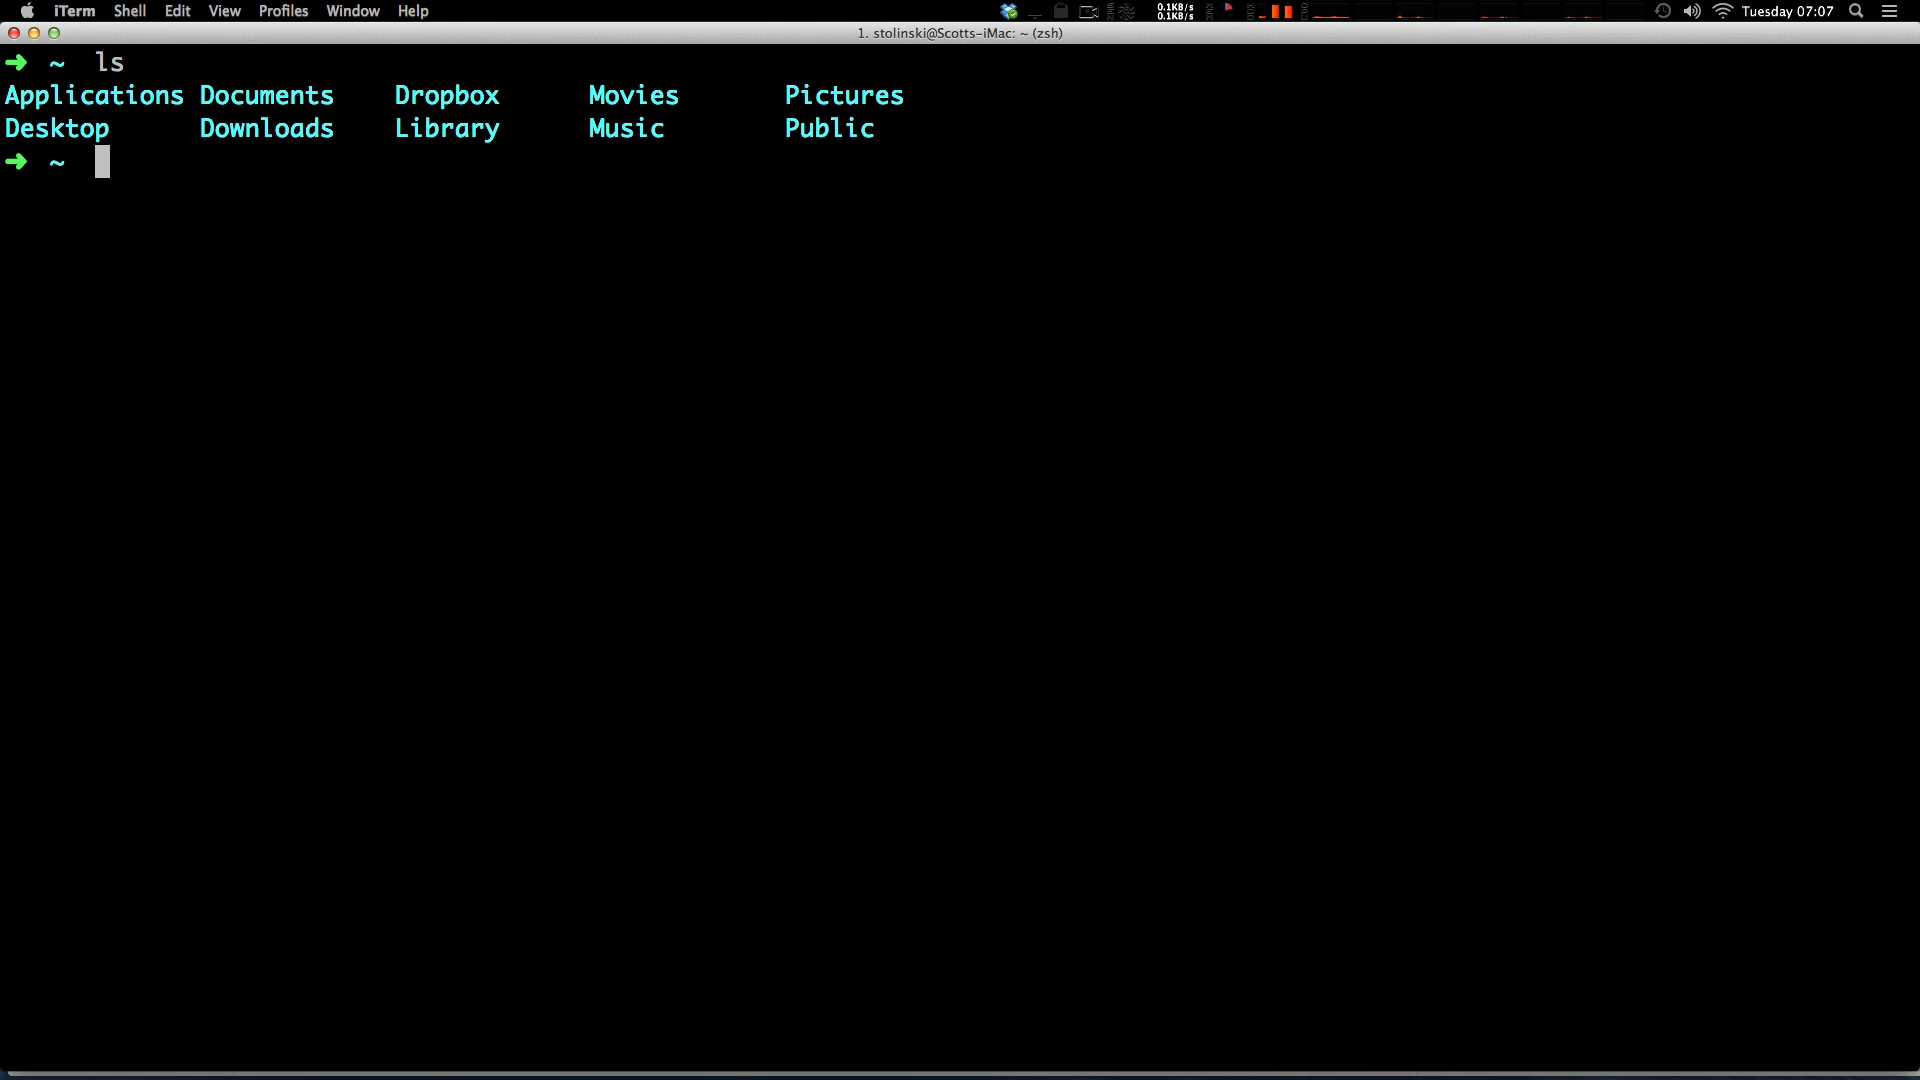 iTerm Shell Edit View Profiles Window Help 0.1KB/s 0.1KB/s Tuesday 07:07
1. stolinski@Scotts-iMac: ~ (zsh)
➜ ~ ls
Applications Documents Dropbox Movies Pictures
Desktop Downloads Library Music Public
➜ ~